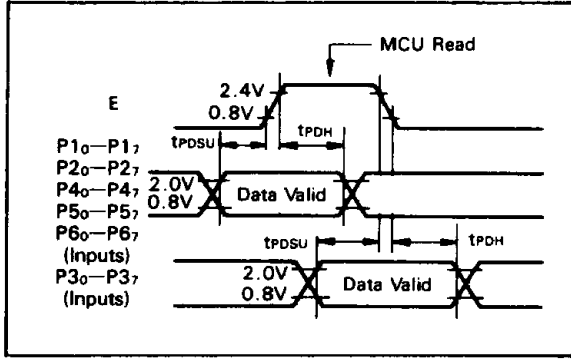 MCU Read
E
2.4V
0.8V
tPDSU
tPDH
P1₀—P1₇
P2₀—P2₇
P4₀—P4₇
P5₀—P5₇
P6₀—P6₇
(Inputs)
2.0V
0.8V
Data Valid
tPDSU
tPDH
P3₀—P3₇
(Inputs)
2.0V
0.8V
Data Valid